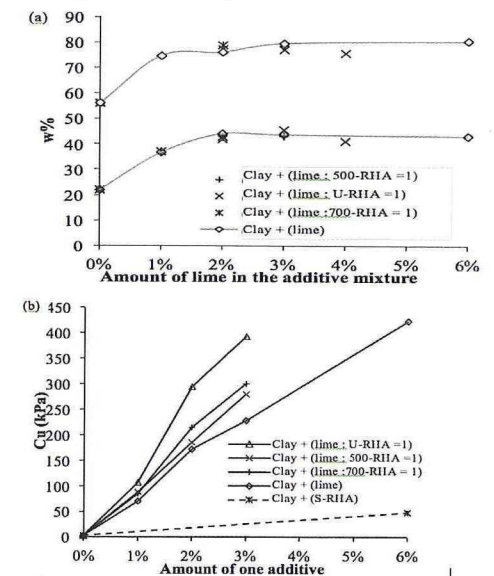 (a)
90
80
70
60
50
40
30
20
10
0
w%
Clay + (lime : 500-RHA =1)
Clay + (lime : U-RHA =1)
Clay + (lime :700-RHA = 1)
Clay + (lime)
0% 1% 2% 3% 4% 5% 6%
Amount of lime in the additive mixture
(b)
450
400
350
300
250
200
150
100
50
0
Cu (kPa)
Clay + (lime : U-RHA =1)
Clay + (lime : 500-RHA =1)
Clay + (lime :700-RHA = 1)
Clay + (lime)
Clay + (S-RHA)
0% 1% 2% 3% 4% 5% 6%
Amount of one additive